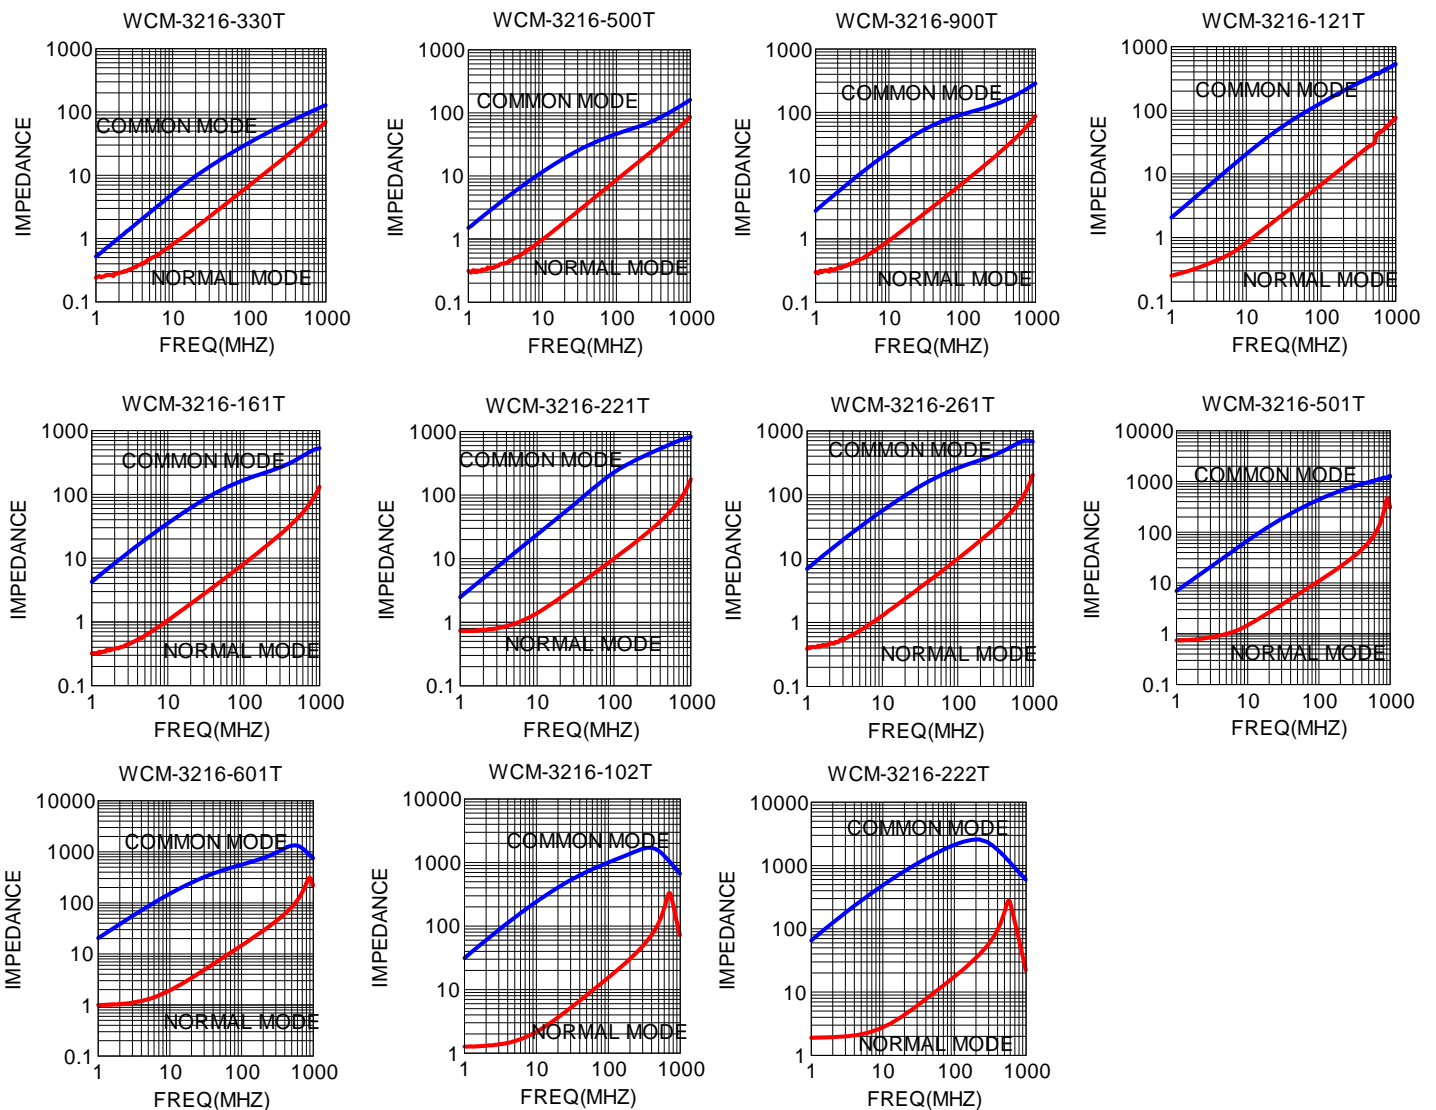 WCM-3216-330T
1000
100
10
1
0.1
IMPEDANCE
COMMON MODE
NORMAL MODE
1 10 100 1000
FREQ(MHZ)
WCM-3216-500T
1000
100
10
1
0.1
IMPEDANCE
COMMON MODE
NORMAL MODE
1 10 100 1000
FREQ(MHZ)
WCM-3216-900T
1000
100
10
1
0.1
IMPEDANCE
COMMON MODE
NORMAL MODE
1 10 100 1000
FREQ(MHZ)
WCM-3216-121T
1000
100
10
1
0.1
IMPEDANCE
COMMON MODE
NORMAL MODE
1 10 100 1000
FREQ(MHZ)
WCM-3216-161T
1000
100
10
1
0.1
IMPEDANCE
COMMON MODE
NORMAL MODE
1 10 100 1000
FREQ(MHZ)
WCM-3216-221T
1000
100
10
1
0.1
IMPEDANCE
COMMON MODE
NORMAL MODE
1 10 100 1000
FREQ(MHZ)
WCM-3216-261T
1000
100
10
1
0.1
IMPEDANCE
COMMON MODE
NORMAL MODE
1 10 100 1000
FREQ(MHZ)
WCM-3216-501T
10000
1000
100
10
1
0.1
IMPEDANCE
COMMON MODE
NORMAL MODE
1 10 100 1000
FREQ(MHZ)
WCM-3216-601T
10000
1000
100
10
1
0.1
IMPEDANCE
COMMON MODE
NORMAL MODE
1 10 100 1000
FREQ(MHZ)
WCM-3216-102T
10000
1000
100
10
1
IMPEDANCE
COMMON MODE
NORMAL MODE
1 10 100 1000
FREQ(MHZ)
WCM-3216-222T
10000
1000
100
10
1
IMPEDANCE
COMMON MODE
NORMAL MODE
1 10 100 1000
FREQ(MHZ)